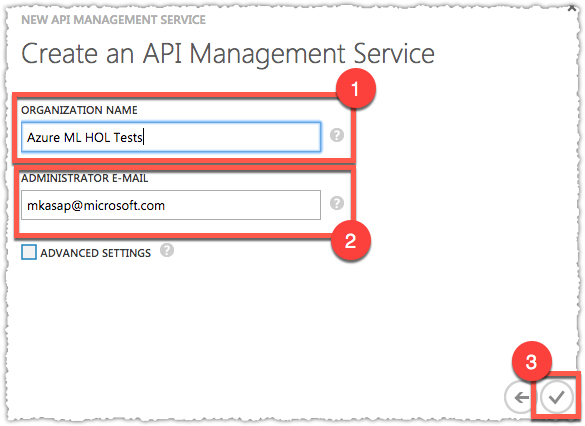 NEW API MANAGEMENT SERVICE
Create an API Management Service
1
ORGANIZATION NAME
Azure ML HOL Tests
?
ADMINISTRATOR E-MAIL
mkasap@microsoft.com
?
2
ADVANCED SETTINGS ?
3